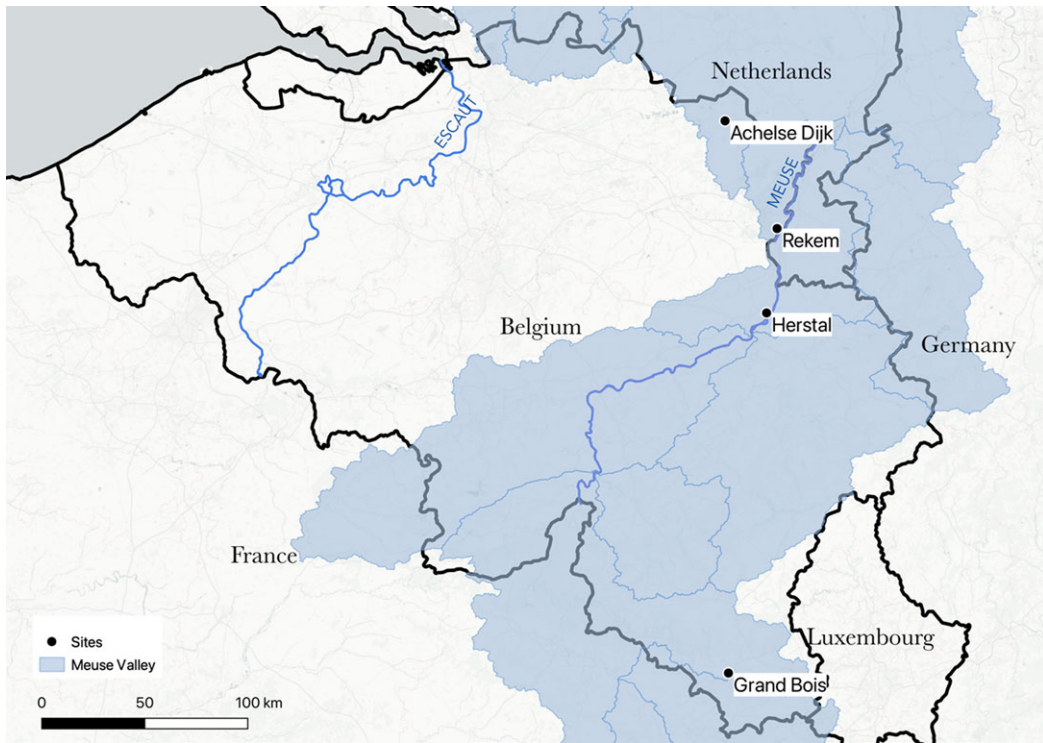 Netherlands
Achelse Dijk
ESCAUT
MEUSE
Rekem
Herstal
Belgium
Germany
France
Luxembourg
Grand Bois
Sites
Meuse Valley
0 50 100 km